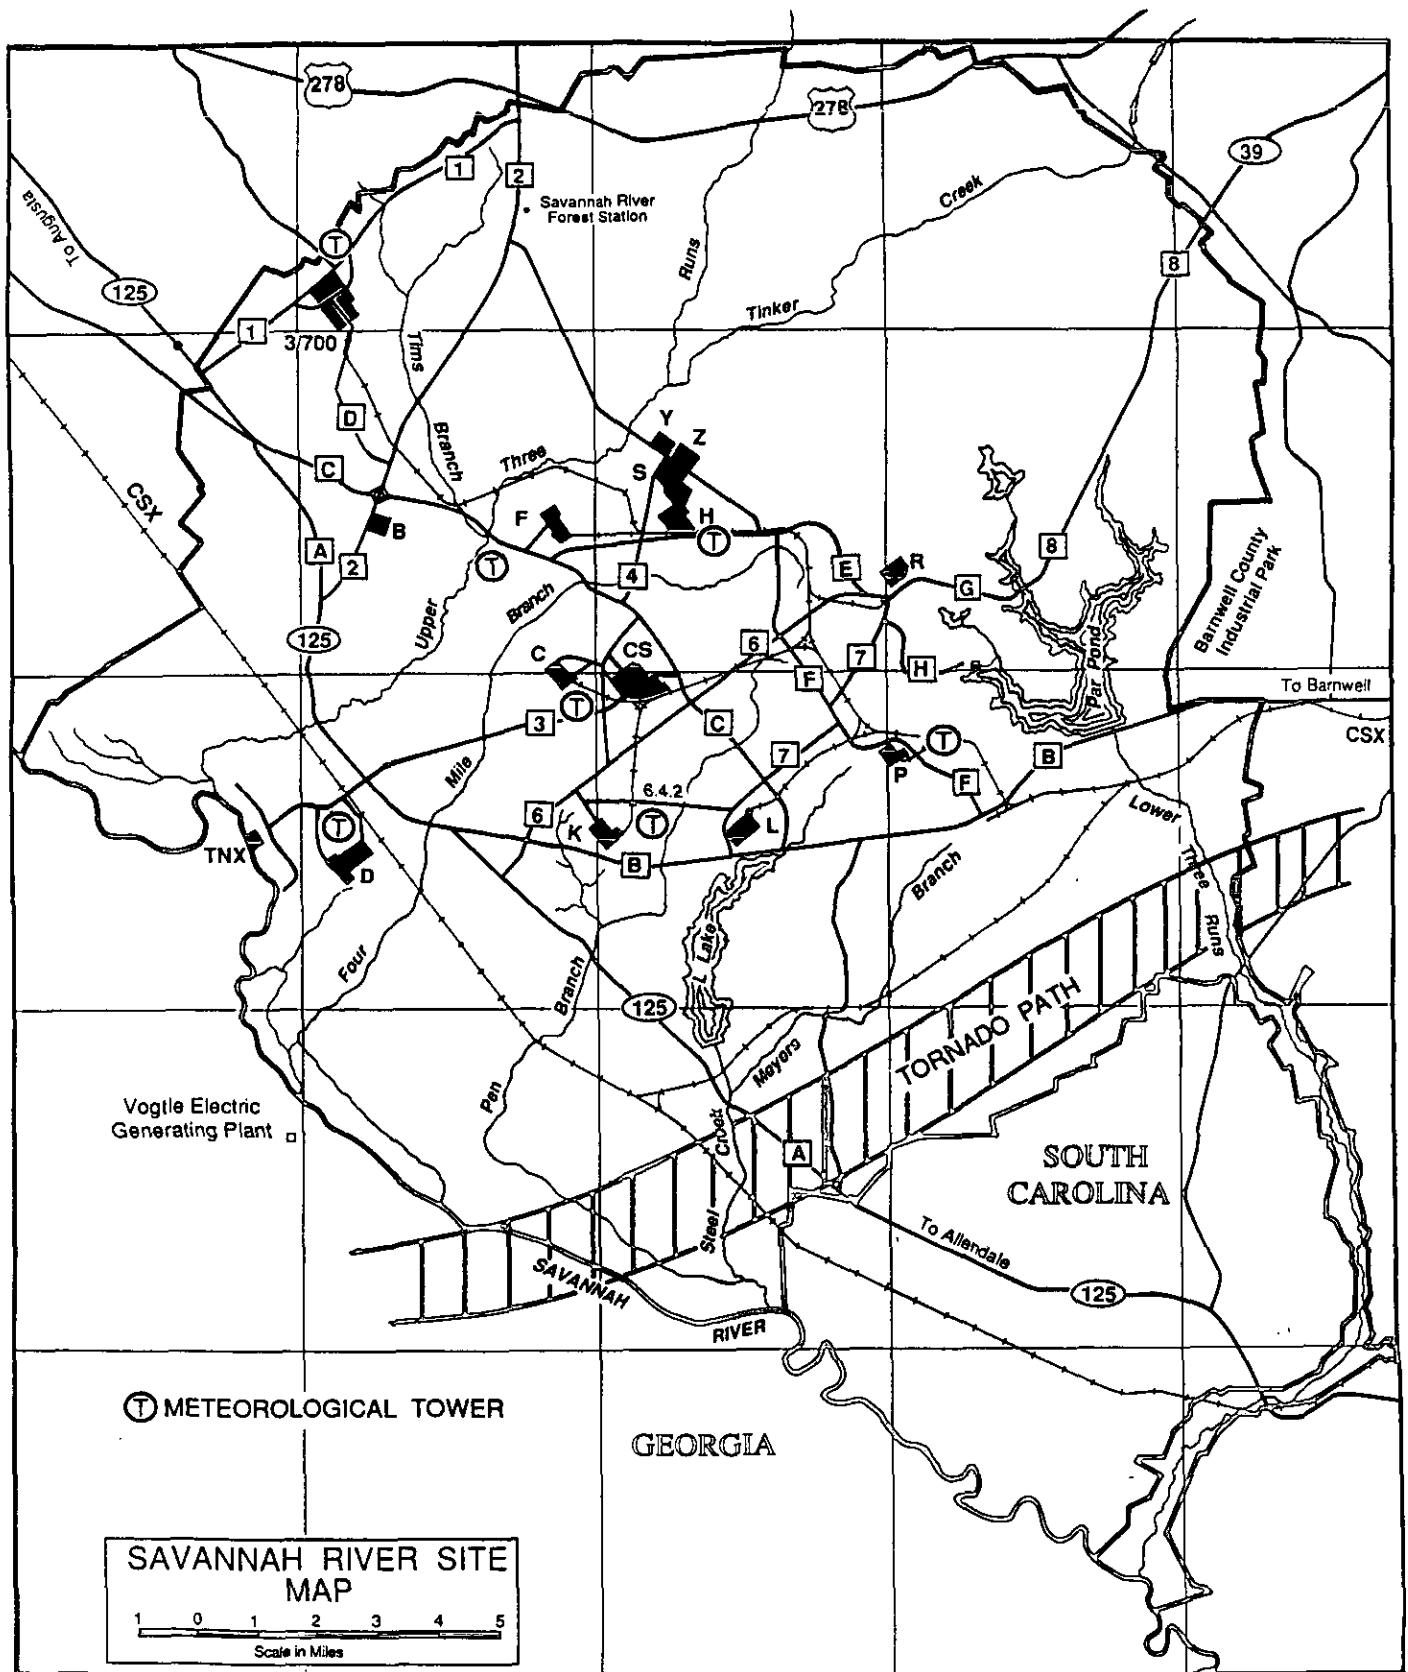 278
278
39
1
2
Savannah River
Forest Station
Creek
To Augusta
T
Runs
8
125
Tinker
1
3/700
Tims
D
Y
Z
Branch
Three
S
C
CSX
F
H
B
T
A
2
T
4
E
R
8
G
Branch
Barnwell County
Industrial Park
125
Upper
6
7
C
CS
F
H
Par Pond
To Barnwell
T
3
C
T
CSX
7
P
B
F
Mile
6.4.2
6
K
T
L
Lower
T
TNX
D
B
Three
Branch
Runs
Four
L Lake
Branch
125
TORNADO PATH
Meyers
Pen
Vogtle Electric
Generating Plant
Creek
A
SOUTH
CAROLINA
Steel
To Allendale
SAVANNAH
125
RIVER
T METEOROLOGICAL TOWER
GEORGIA
SAVANNAH RIVER SITE
MAP
1 0 1 2 3 4 5
Scale in Miles